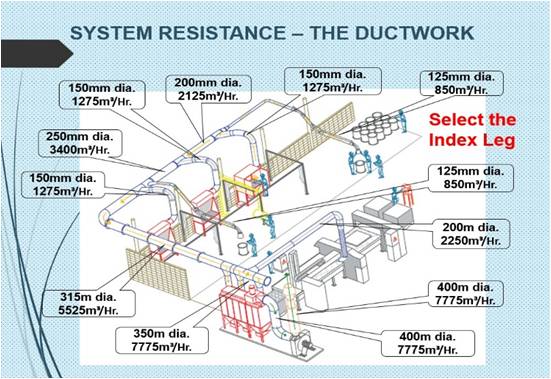 SYSTEM RESISTANCE – THE DUCTWORK
150mm dia.
1275m³/Hr.
200mm dia.
2125m³/Hr.
150mm dia.
1275m³/Hr.
125mm dia.
850m³/Hr.
Select the
Index Leg
250mm dia.
3400m³/Hr.
150mm dia.
1275m³/Hr.
125mm dia.
850m³/Hr.
200m dia.
2250m³/Hr.
315m dia.
5525m³/Hr.
400m dia.
7775m³/Hr.
350m dia.
7775m³/Hr.
400m dia.
7775m³/Hr.